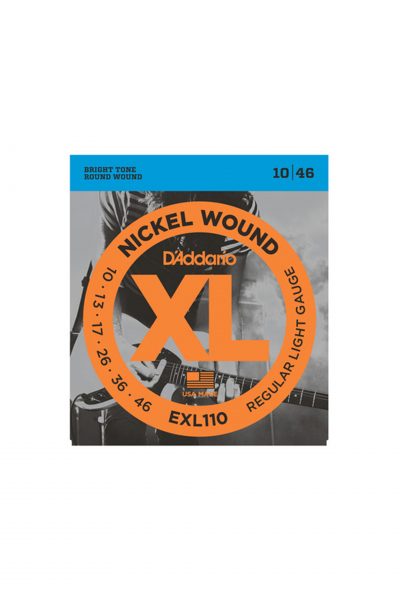 BRIGHT TONE
ROUND WOUND
10|46
NICKEL WOUND
D'Addario
XL
10 · 13 · 17 · 26 · 36 · 46
REGULAR LIGHT GAUGE
USA MADE
EXL110